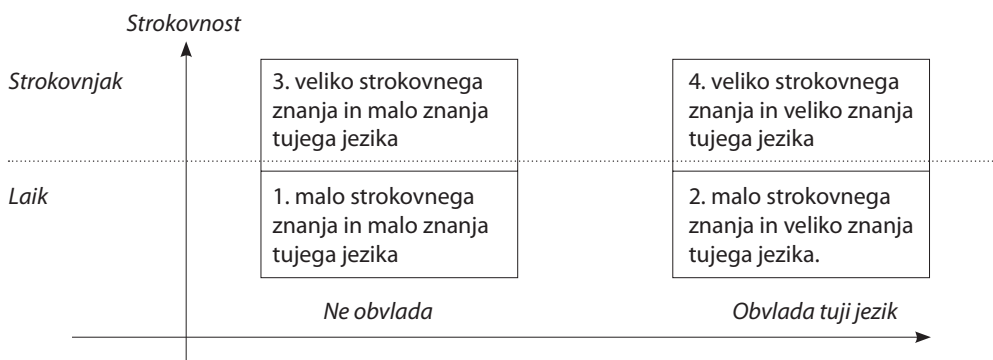 Strokovnost
Strokovnjak
3. veliko strokovnega
znanja in malo znanja
tujega jezika
4. veliko strokovnega
znanja in veliko znanja
tujega jezika
Laik
1. malo strokovnega
znanja in malo znanja
tujega jezika
2. malo strokovnega
znanja in veliko znanja
tujega jezika.
Ne obvlada
Obvlada tuji jezik